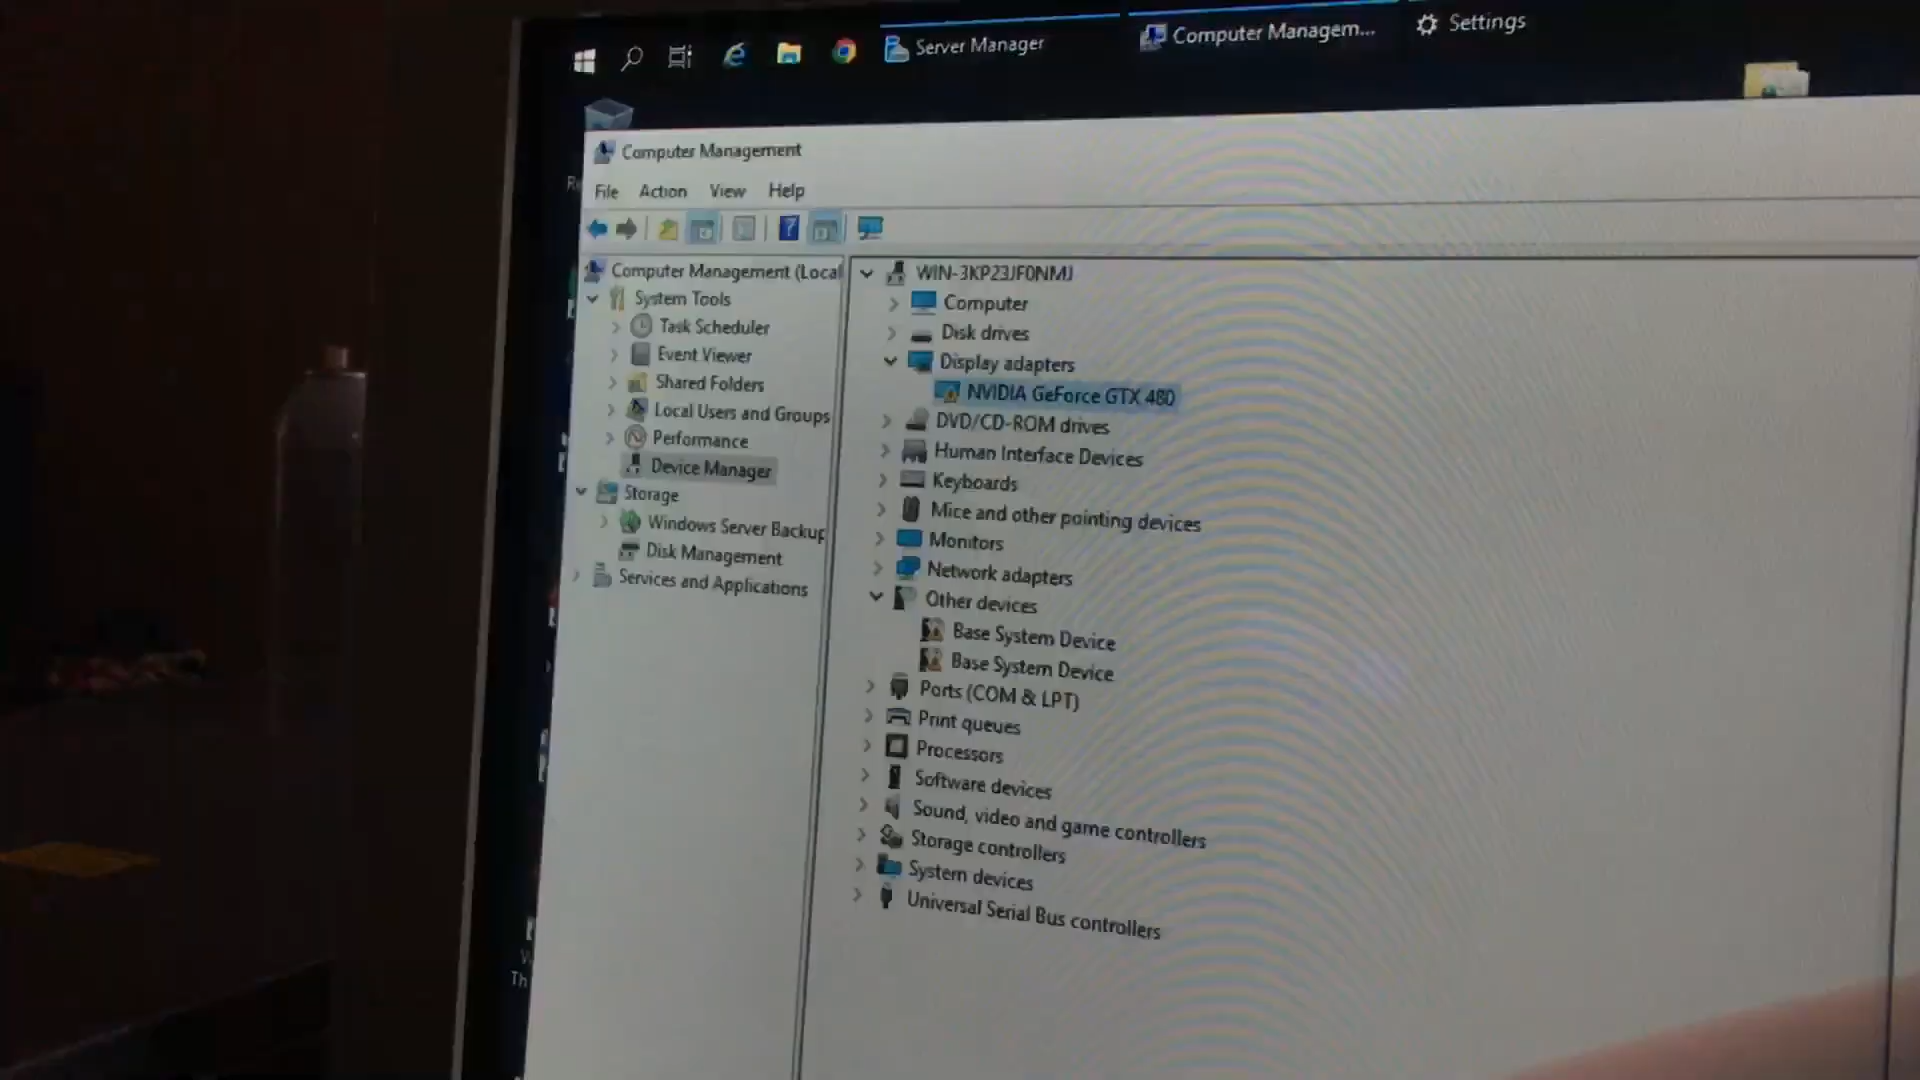 Server Manager
Computer Managem...
Settings
Computer Management
File Action View Help
Computer Management (Local
System Tools
Task Scheduler
Event Viewer
Shared Folders
Local Users and Groups
Performance
Device Manager
Storage
Windows Server Backup
Disk Management
Services and Applications
WIN-3KP23JF0NMJ
Computer
Disk drives
Display adapters
NVIDIA GeForce GTX 480
DVD/CD-ROM drives
Human Interface Devices
Keyboards
Mice and other pointing devices
Monitors
Network adapters
Other devices
Base System Device
Base System Device
Ports (COM & LPT)
Print queues
Processors
Software devices
Sound, video and game controllers
Storage controllers
System devices
Universal Serial Bus controllers